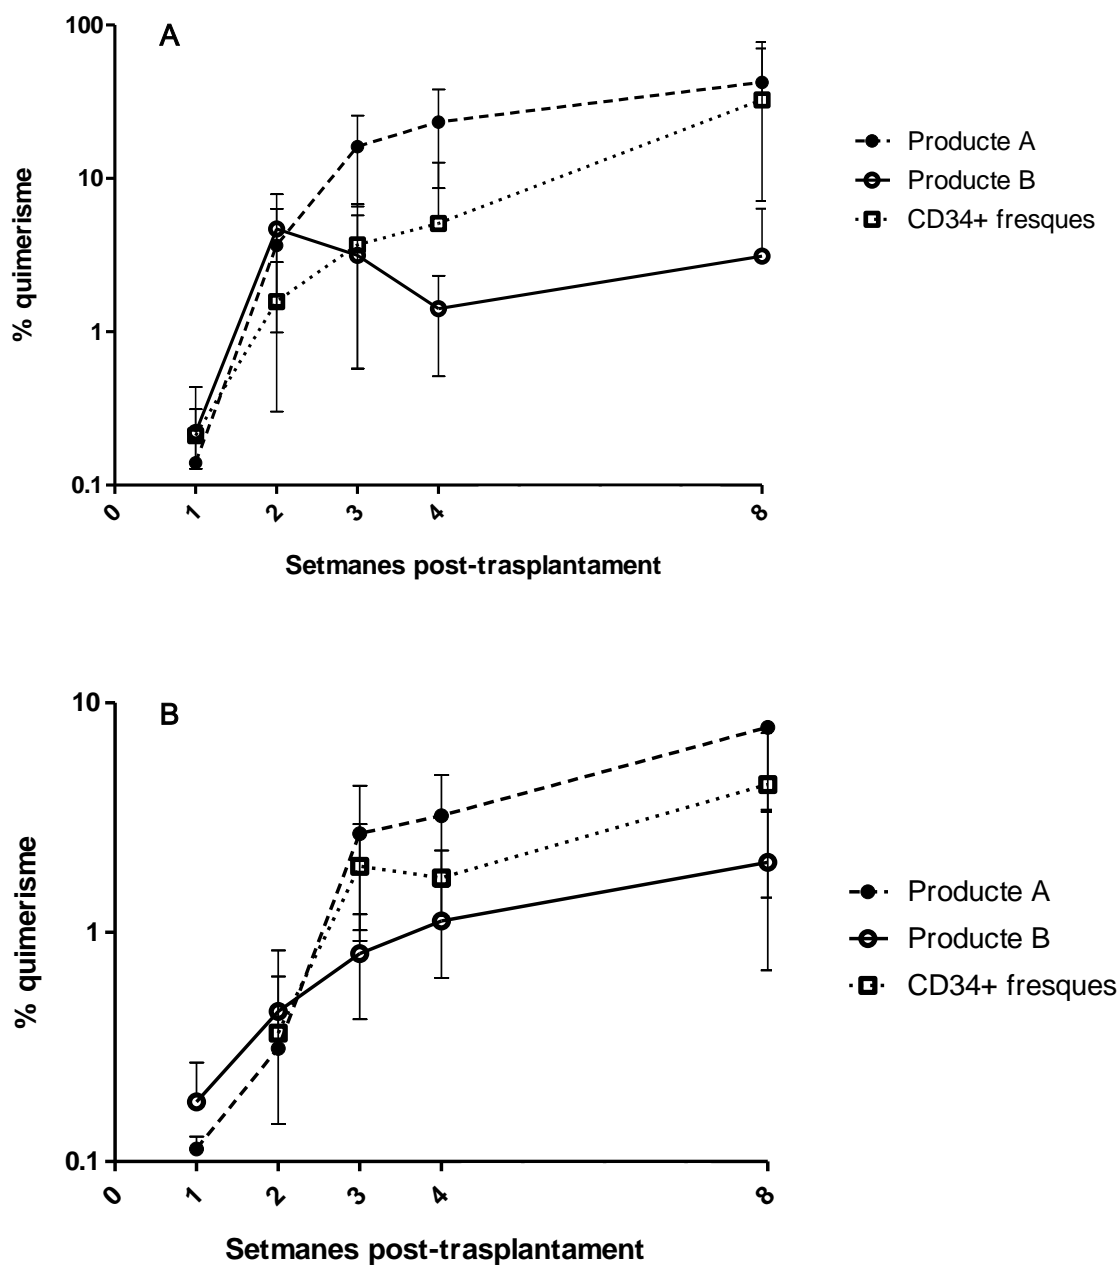 A
100
10
1
0.1
% quimerisme
0
1
2
3
4
8
Setmanes post-trasplantament
Producte A
Producte B
CD34+ fresques
B
10
1
0.1
% quimerisme
0
1
2
3
4
8
Setmanes post-trasplantament
Producte A
Producte B
CD34+ fresques